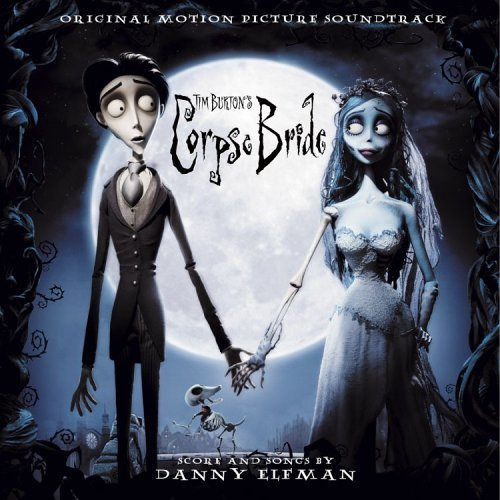 ORIGINAL MOTION PICTURE SOUNDTRACK
TIM BURTON'S
Corpse Bride
SCORE AND SONGS BY
DANNY ELFMAN